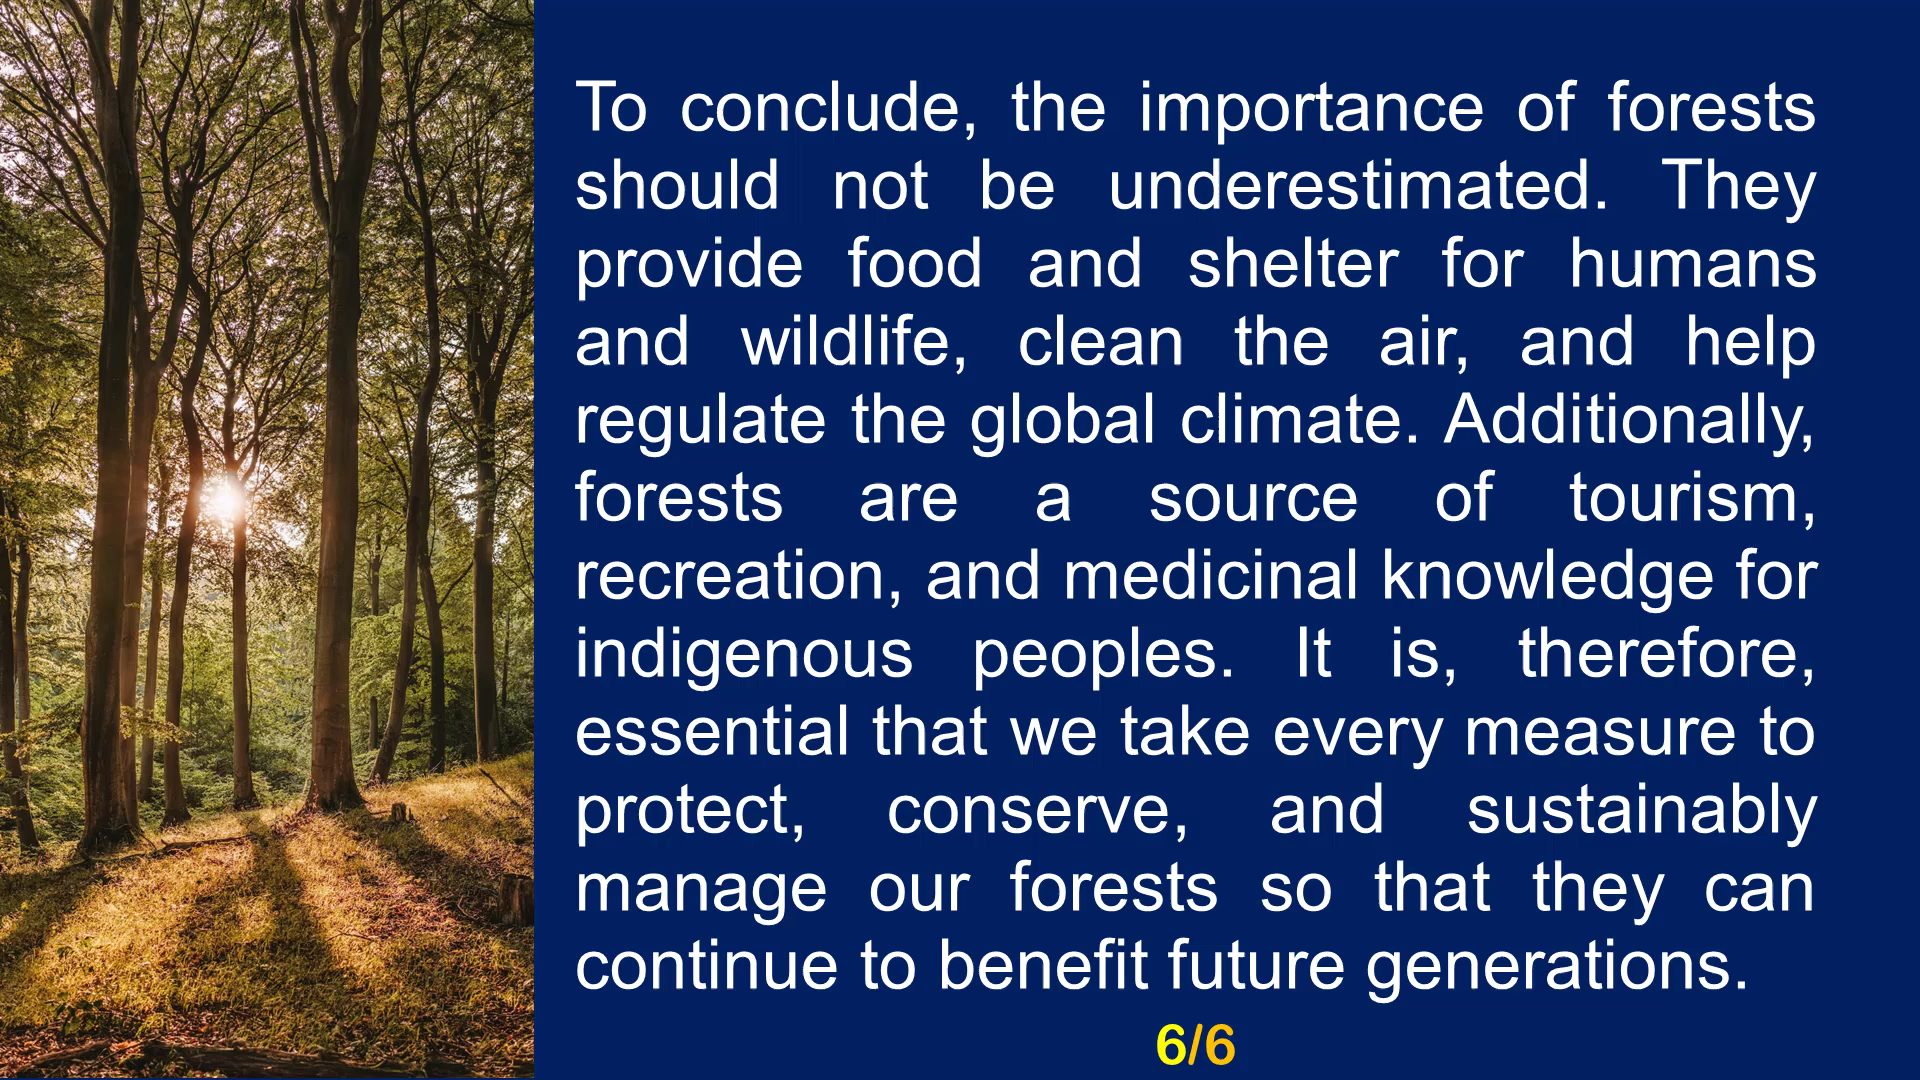 To conclude, the importance of forests
should not be underestimated. They
provide food and shelter for humans
and wildlife, clean the air, and help
regulate the global climate. Additionally,
forests are a source of tourism,
recreation, and medicinal knowledge for
indigenous peoples. It is, therefore,
essential that we take every measure to
protect, conserve, and sustainably
manage our forests so that they can
continue to benefit future generations.
6/6